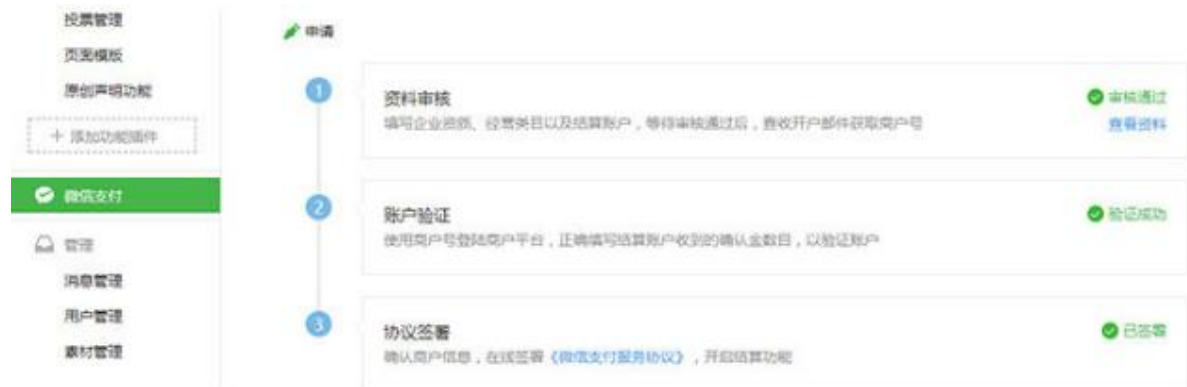 投票管理
页面模版
原创声明功能
+ 添加功能插件
微信支付
管理
消息管理
用户管理
素材管理
申请
1
资料审核
填写企业资质、经营类目以及结算账户，等待审核通过后，查收开户邮件获取商户号
审核通过
查看资料
2
账户验证
使用商户号登陆商户平台，正确填写结算账户收到的确认金数目，以验证账户
验证成功
3
协议签署
确认商户信息，在线签署《微信支付服务协议》，开启结算功能
已签署